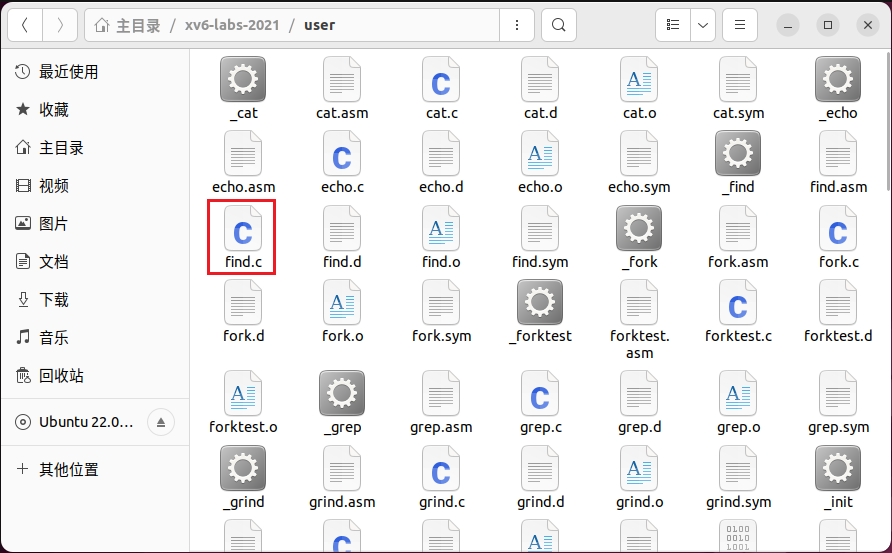 主目录 / xv6-labs-2021 / user
最近使用
收藏
主目录
视频
图片
文档
下载
音乐
回收站
Ubuntu 22.0...
其他位置
_cat cat.asm cat.c cat.d cat.o cat.sym _echo
echo.asm echo.c echo.d echo.o echo.sym _find find.asm
find.c find.d find.o find.sym _fork fork.asm fork.c
fork.d fork.o fork.sym _forktest forktest.asm forktest.c forktest.d
forktest.o _grep grep.asm grep.c grep.d grep.o grep.sym
_grind grind.asm grind.c grind.d grind.o grind.sym _init